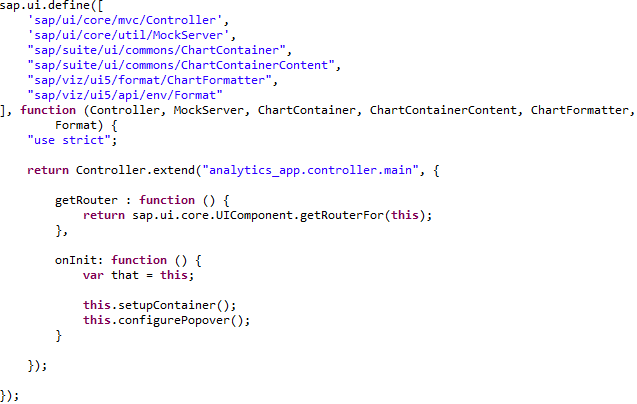 sap.ui.define([
    'sap/ui/core/mvc/Controller',
    'sap/ui/core/util/MockServer',
    "sap/suite/ui/commons/ChartContainer",
    "sap/suite/ui/commons/ChartContainerContent",
    "sap/viz/ui5/format/ChartFormatter",
    "sap/viz/ui5/api/env/Format"
], function (Controller, MockServer, ChartContainer, ChartContainerContent, ChartFormatter,
        Format) {
    "use strict";

    return Controller.extend("analytics_app.controller.main", {

        getRouter : function () {
            return sap.ui.core.UIComponent.getRouterFor(this);
        },

        onInit: function () {
            var that = this;

            this.setupContainer();
            this.configurePopover();
        }

    });

});